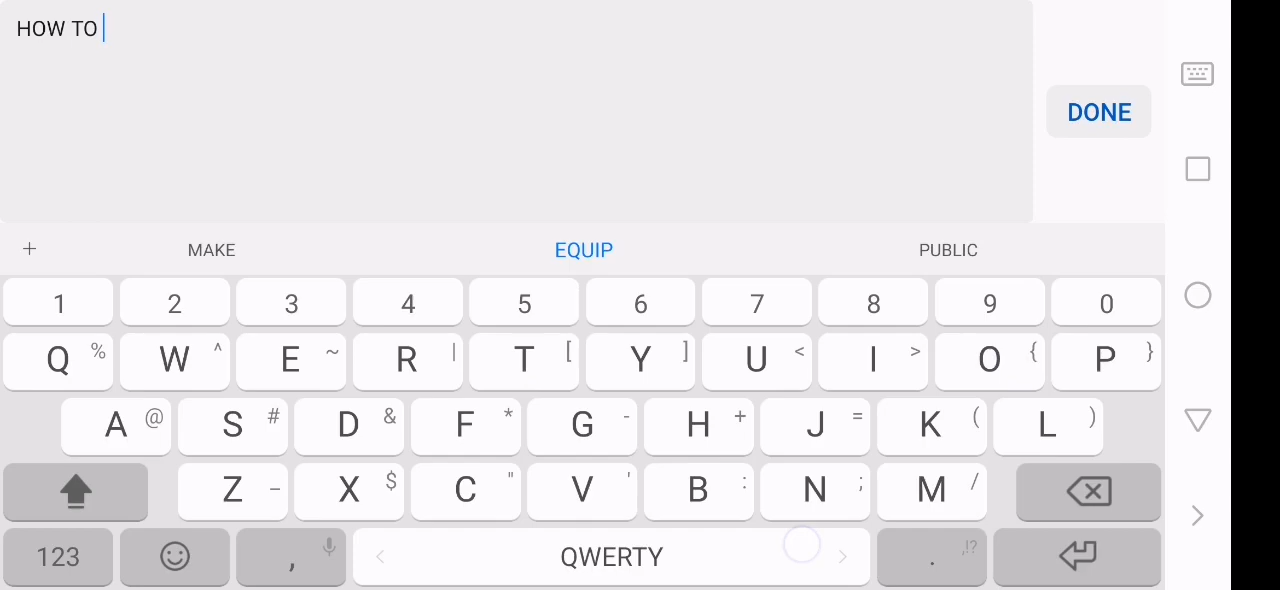 HOW TO
DONE
+ MAKE EQUIP PUBLIC
1 2 3 4 5 6 7 8 9 0
Q % W ^ E ~ R | T [ Y ] U < I > O { P }
A @ S # D & F * G - H + J = K ( L )
Z _ X $ C " V ' B : N ; M /
123 , < QWERTY > . ,!?